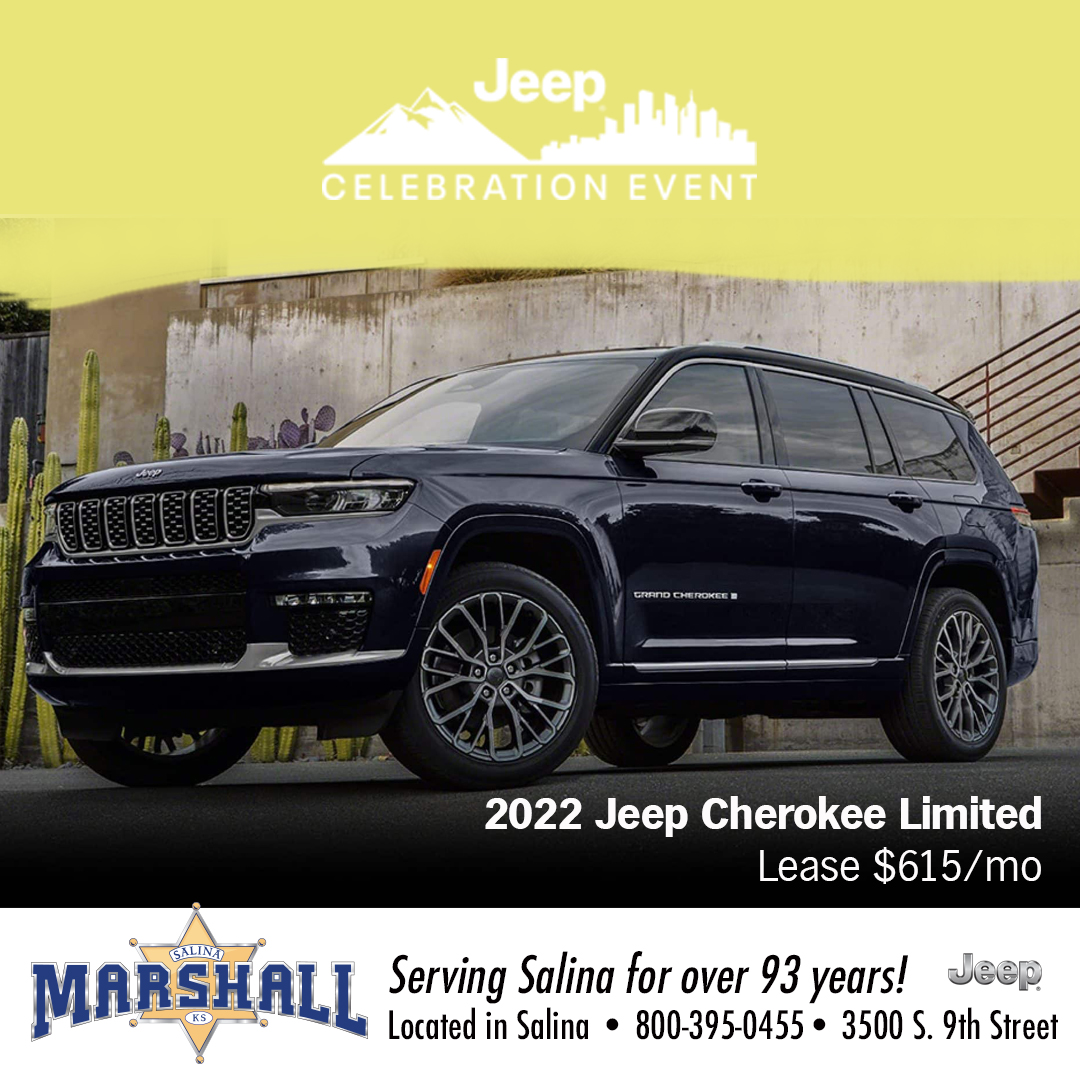 Jeep
CELEBRATION EVENT
Jeep
GRAND CHEROKEE L
2022 Jeep Cherokee Limited
Lease $615/mo
SALINA
MARSHALL
KS
Serving Salina for over 93 years!
Jeep
Located in Salina • 800-395-0455 • 3500 S. 9th Street